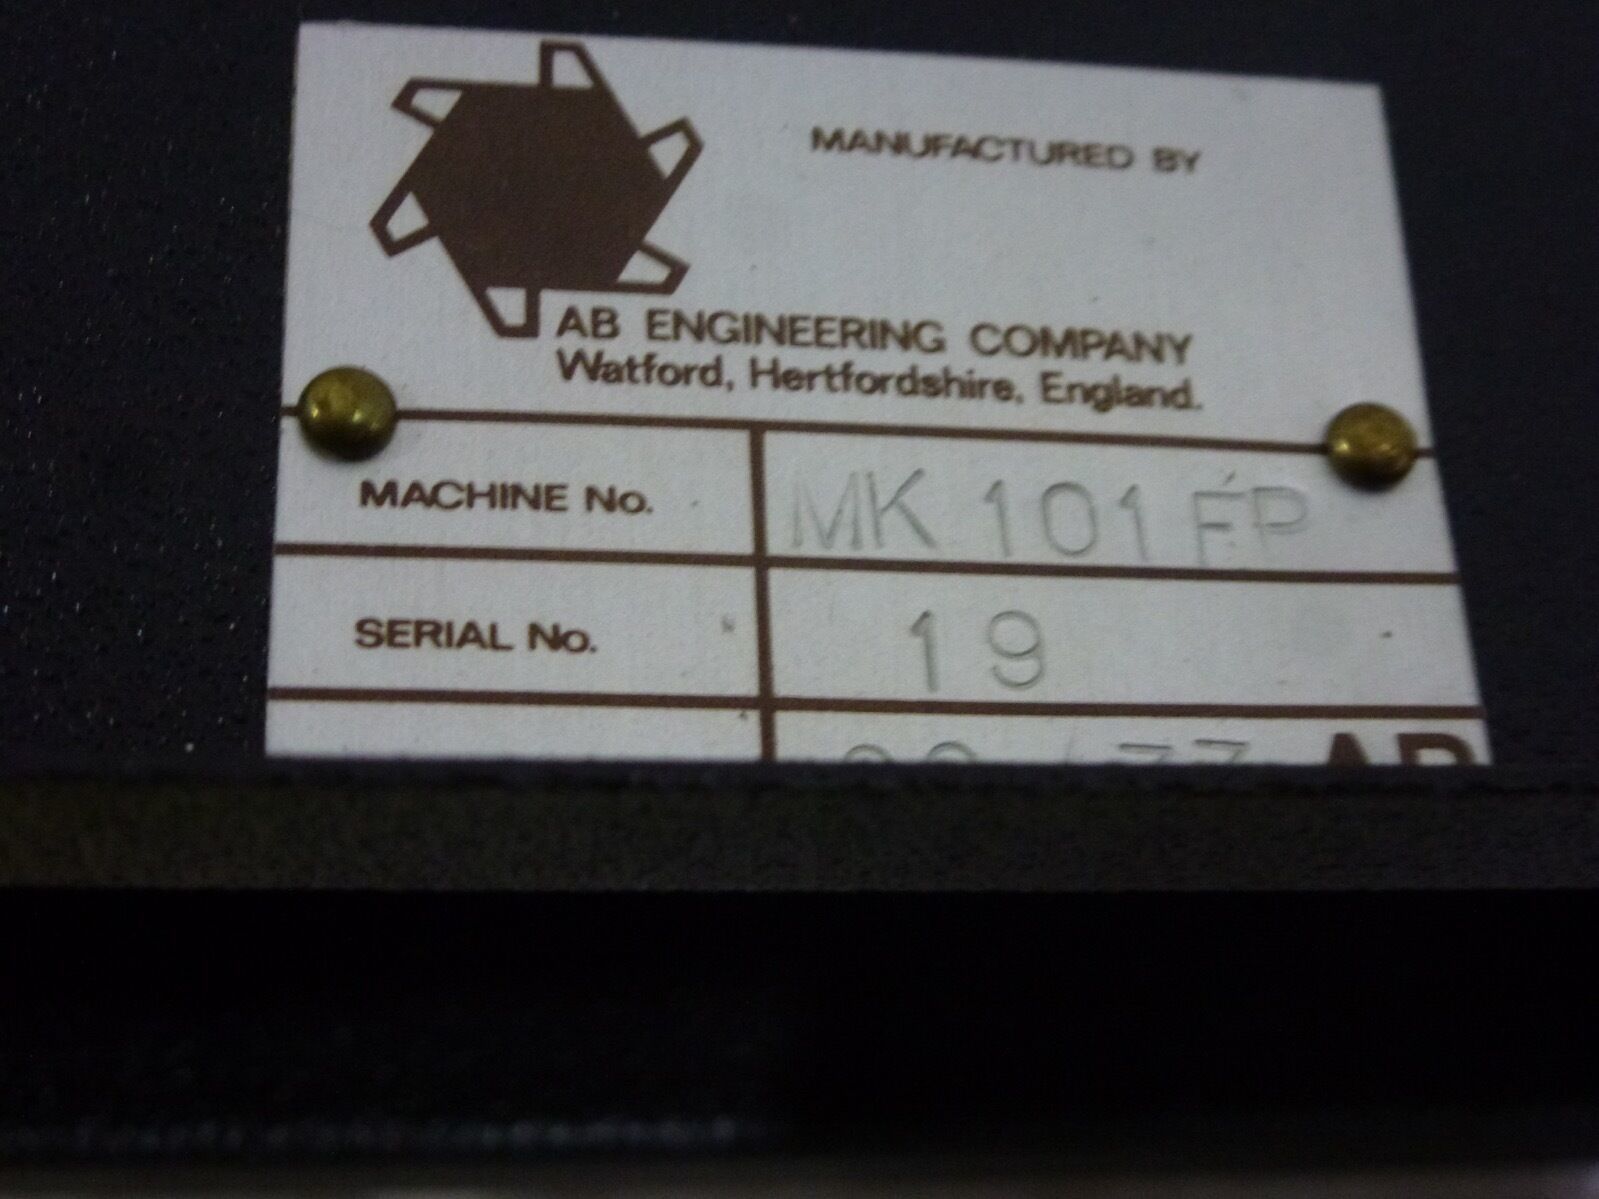 MANUFACTURED BY
AB ENGINEERING COMPANY
Watford, Hertfordshire, England.
MACHINE No. MK 101 FP
SERIAL No. 19